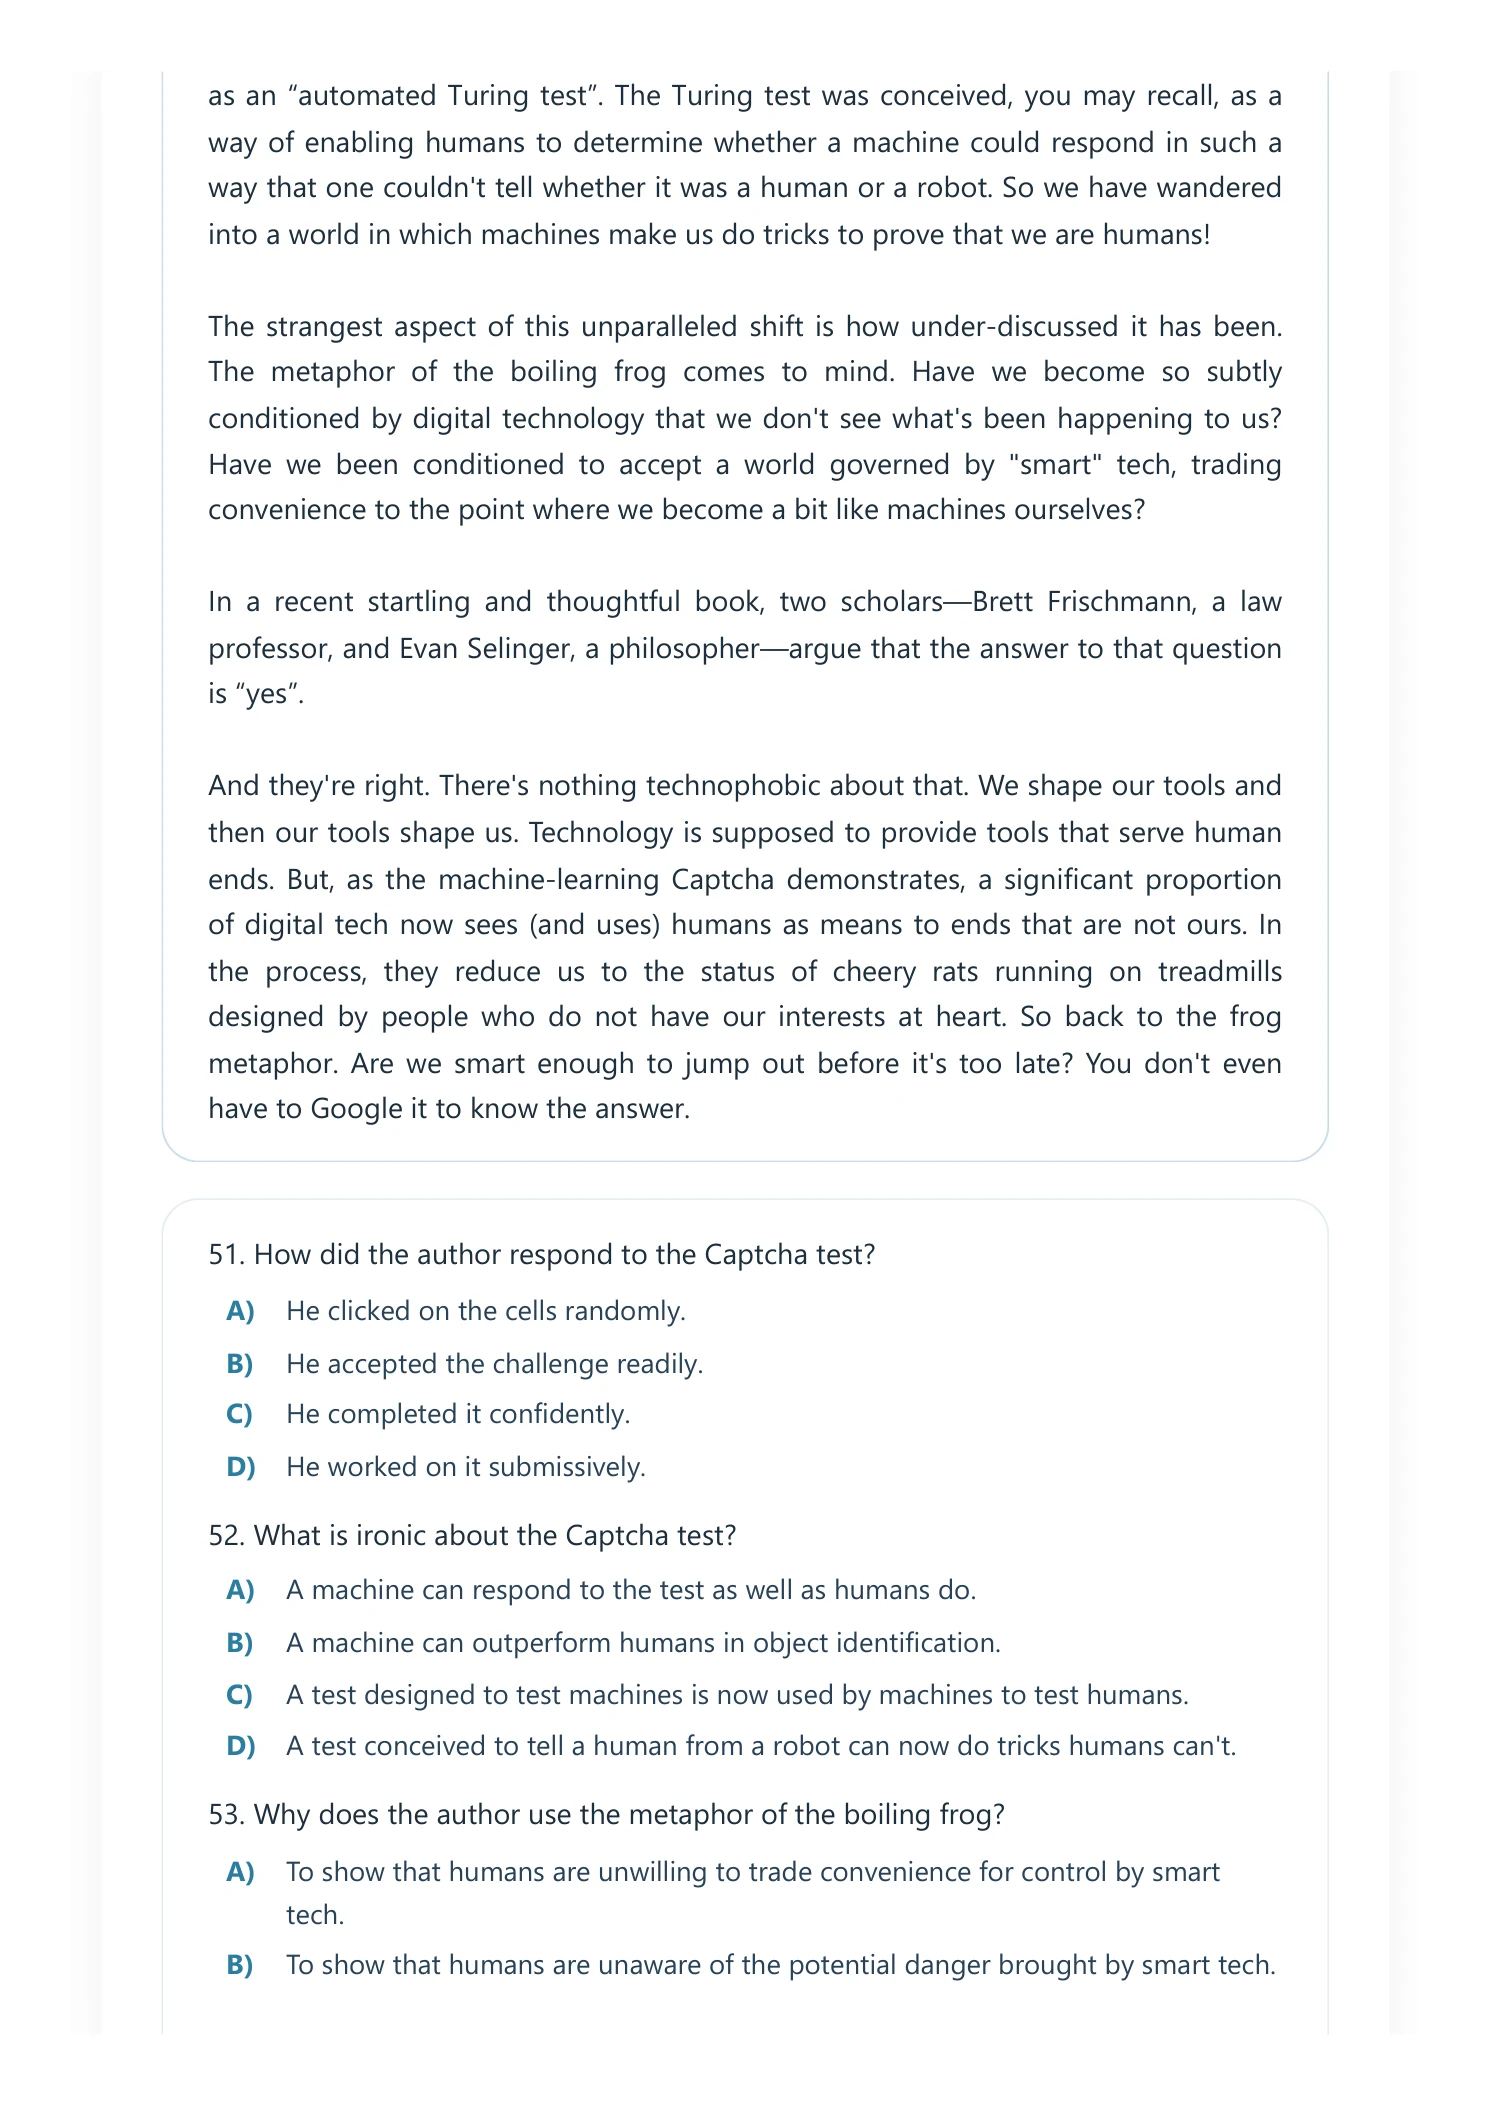 as an “automated Turing test”. The Turing test was conceived, you may recall, as a
way of enabling humans to determine whether a machine could respond in such a
way that one couldn't tell whether it was a human or a robot. So we have wandered
into a world in which machines make us do tricks to prove that we are humans!
The strangest aspect of this unparalleled shift is how under-discussed it has been.
The metaphor of the boiling frog comes to mind. Have we become so subtly
conditioned by digital technology that we don't see what's been happening to us?
Have we been conditioned to accept a world governed by "smart" tech, trading
convenience to the point where we become a bit like machines ourselves?
In a recent startling and thoughtful book, two scholars—Brett Frischmann, a law
professor, and Evan Selinger, a philosopher—argue that the answer to that question
is “yes”.
And they're right. There's nothing technophobic about that. We shape our tools and
then our tools shape us. Technology is supposed to provide tools that serve human
ends. But, as the machine-learning Captcha demonstrates, a significant proportion
of digital tech now sees (and uses) humans as means to ends that are not ours. In
the process, they reduce us to the status of cheery rats running on treadmills
designed by people who do not have our interests at heart. So back to the frog
metaphor. Are we smart enough to jump out before it's too late? You don't even
have to Google it to know the answer.
51. How did the author respond to the Captcha test?
A) He clicked on the cells randomly.
B) He accepted the challenge readily.
C) He completed it confidently.
D) He worked on it submissively.
52. What is ironic about the Captcha test?
A) A machine can respond to the test as well as humans do.
B) A machine can outperform humans in object identification.
C) A test designed to test machines is now used by machines to test humans.
D) A test conceived to tell a human from a robot can now do tricks humans can't.
53. Why does the author use the metaphor of the boiling frog?
A) To show that humans are unwilling to trade convenience for control by smart
tech.
B) To show that humans are unaware of the potential danger brought by smart tech.